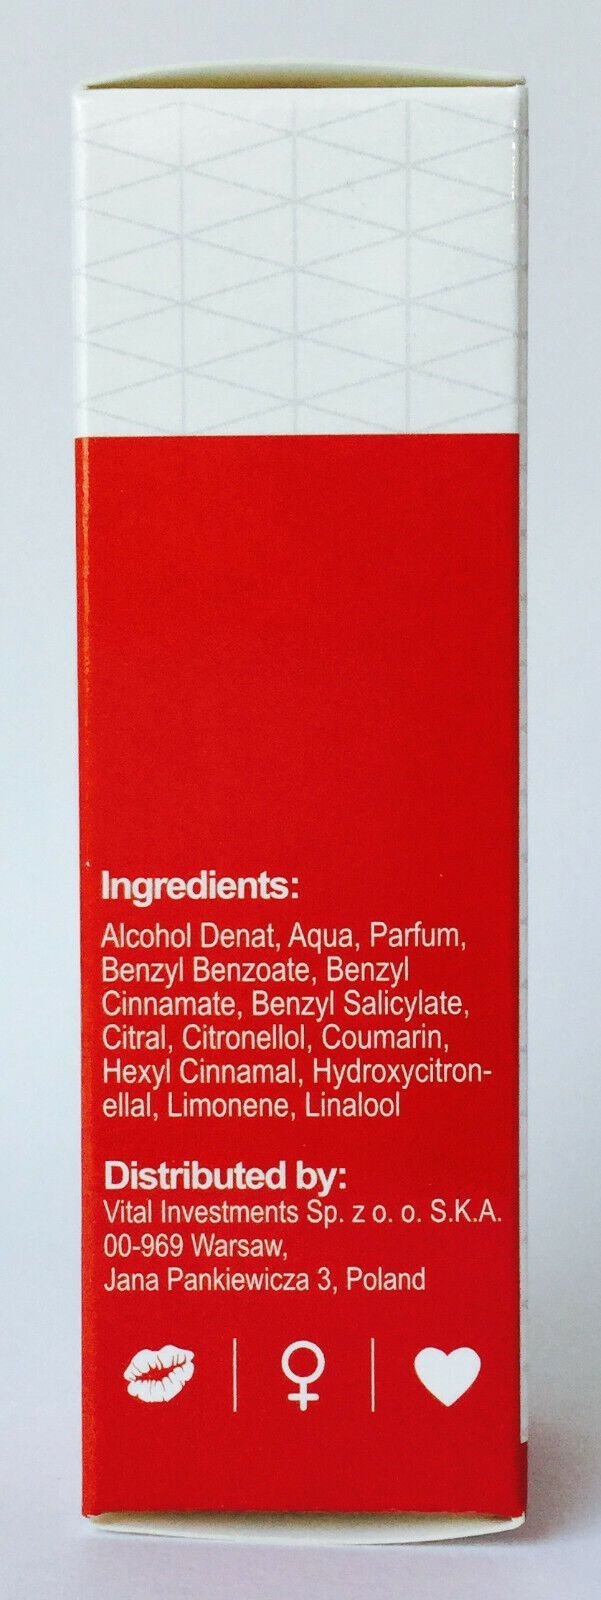 Ingredients:
Alcohol Denat, Aqua, Parfum,
Benzyl Benzoate, Benzyl
Cinnamate, Benzyl Salicylate,
Citral, Citronellol, Coumarin,
Hexyl Cinnamal, Hydroxycitron-
ellal, Limonene, Linalool
Distributed by:
Vital Investments Sp. z o. o. S.K.A.
00-969 Warsaw,
Jana Pankiewicza 3, Poland